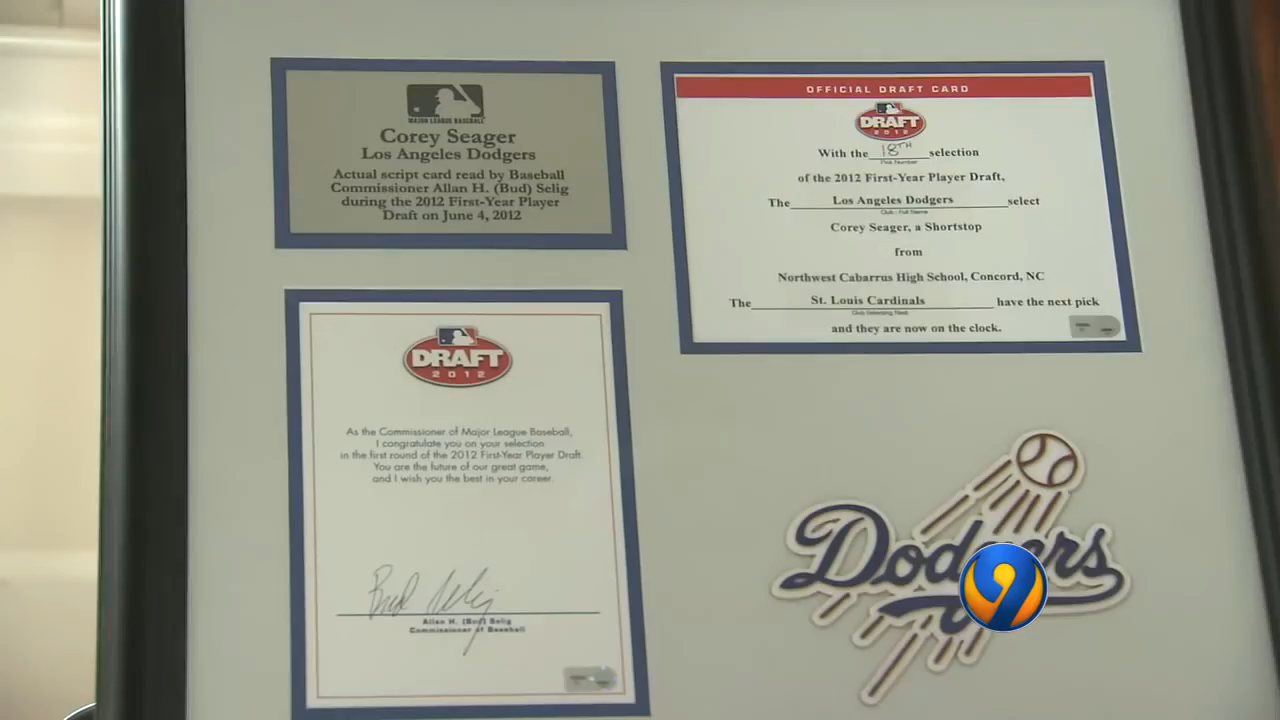 MAJOR LEAGUE BASEBALL
Corey Seager
Los Angeles Dodgers
Actual script card read by Baseball
Commissioner Allan H. (Bud) Selig
during the 2012 First-Year Player
Draft on June 4, 2012
OFFICIAL DRAFT CARD
DRAFT
2012
With the 18TH selection
Pick Number
of the 2012 First-Year Player Draft,
The Los Angeles Dodgers select
Club - Full Name
Corey Seager, a Shortstop
from
Northwest Cabarrus High School, Concord, NC
The St. Louis Cardinals have the next pick
Club Selecting Next
and they are now on the clock.
DRAFT
2012
As the Commissioner of Major League Baseball,
I congratulate you on your selection
in the first round of the 2012 First-Year Player Draft.
You are the future of our great game,
and I wish you the best in your career.
Bud Selig
Allan H. (Bud) Selig
Commissioner of Baseball
Dodgers
9